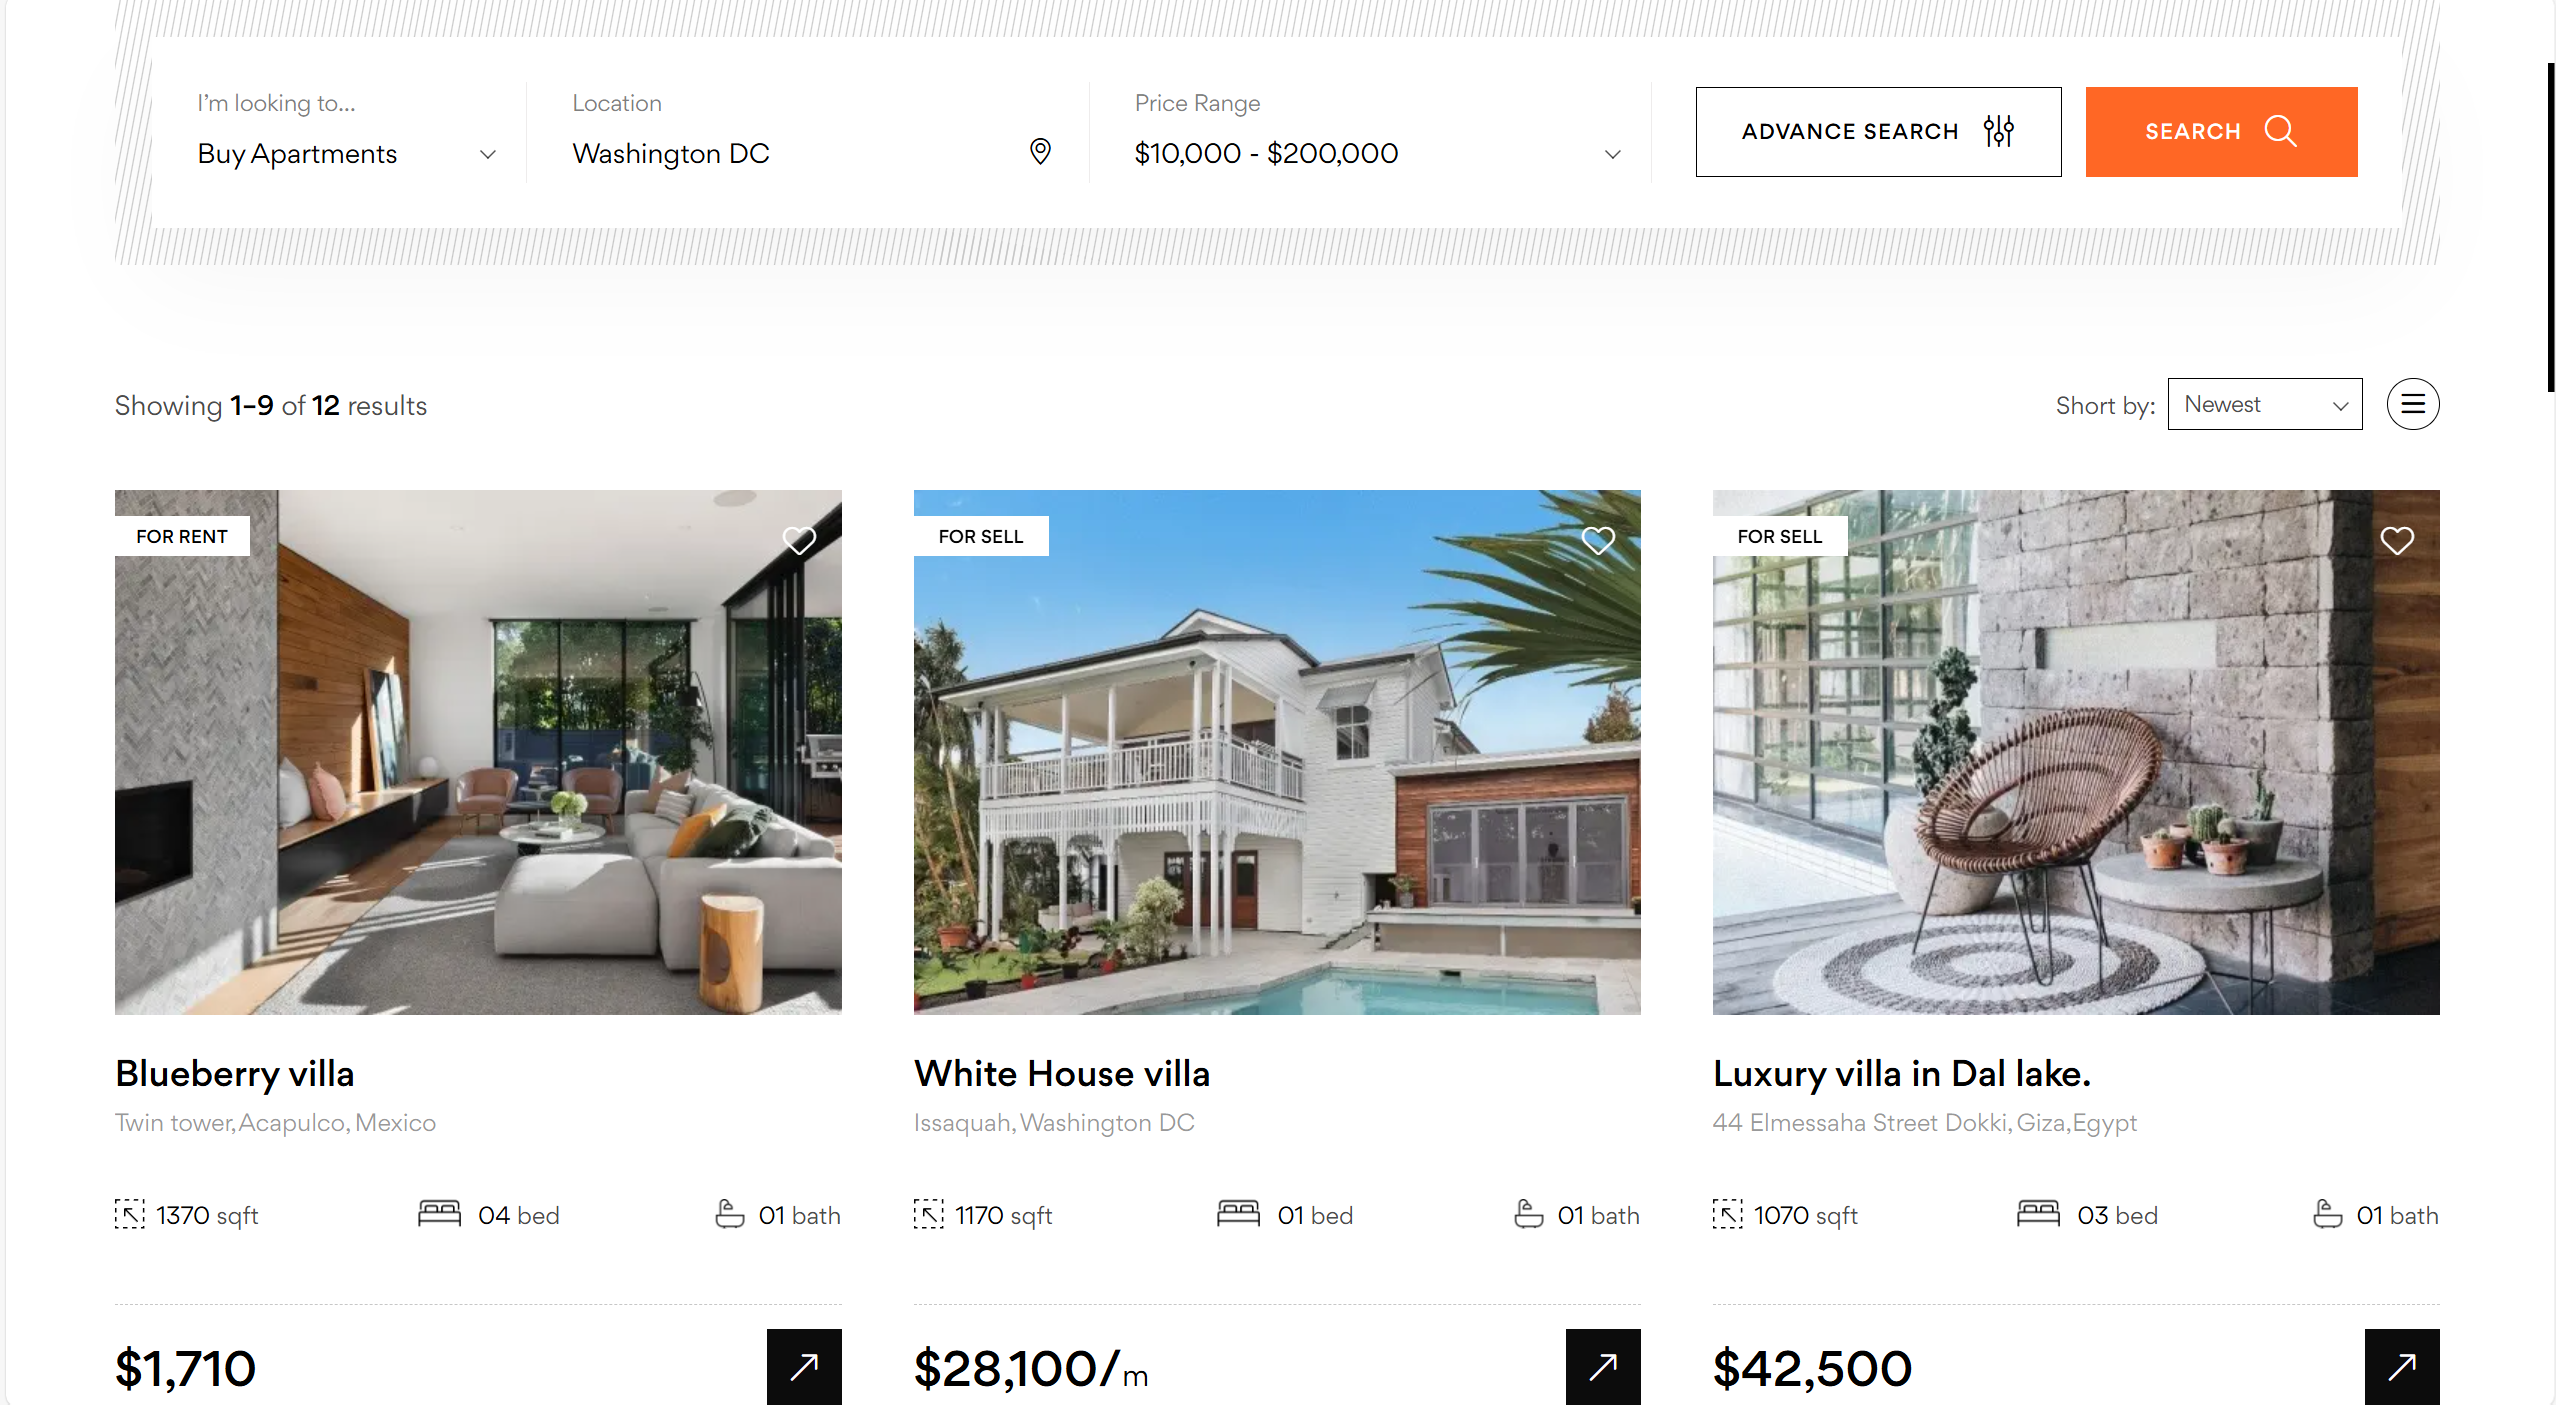 I'm looking to...
Buy Apartments
Location
Washington DC
Price Range
$10,000 - $200,000
ADVANCE SEARCH
SEARCH
Showing 1–9 of 12 results
Short by:
Newest
FOR RENT
Blueberry villa
Twin tower, Acapulco, Mexico
1370 sqft
04 bed
01 bath
$1,710
FOR SELL
White House villa
Issaquah, Washington DC
1170 sqft
01 bed
01 bath
$28,100/m
FOR SELL
Luxury villa in Dal lake.
44 Elmessaha Street Dokki, Giza,Egypt
1070 sqft
03 bed
01 bath
$42,500